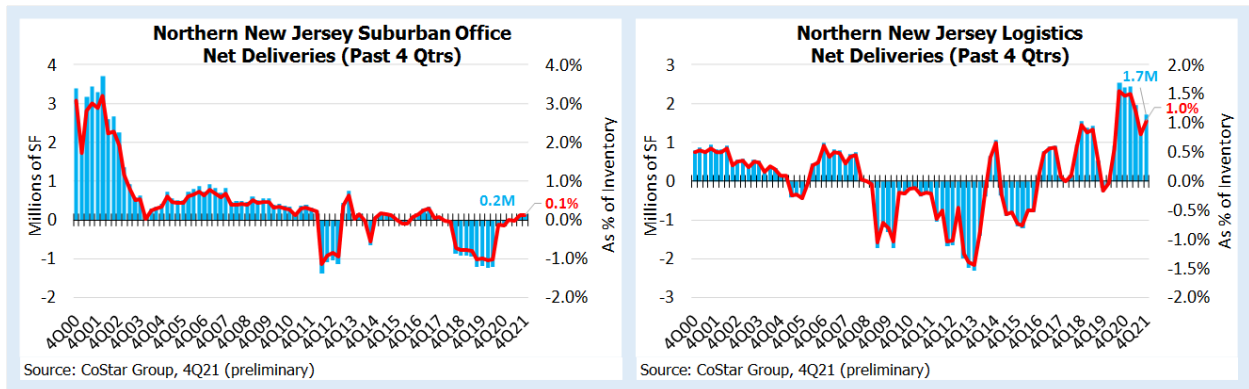 Northern New Jersey Suburban Office
Net Deliveries (Past 4 Qtrs)
Millions of SF
4
3
2
1
0
-1
-2
4.0%
3.0%
2.0%
1.0%
0.0%
-1.0%
-2.0%
As % of Inventory
0.2M
0.1%
4Q00
4Q01
4Q02
4Q03
4Q04
4Q05
4Q06
4Q07
4Q08
4Q09
4Q10
4Q11
4Q12
4Q13
4Q14
4Q15
4Q16
4Q17
4Q18
4Q19
4Q20
4Q21
Source: CoStar Group, 4Q21 (preliminary)
Northern New Jersey Logistics
Net Deliveries (Past 4 Qtrs)
Millions of SF
3
2
1
0
-1
-2
-3
2.0%
1.5%
1.0%
0.5%
0.0%
-0.5%
-1.0%
-1.5%
-2.0%
As % of Inventory
1.7M
1.0%
4Q00
4Q01
4Q02
4Q03
4Q04
4Q05
4Q06
4Q07
4Q08
4Q09
4Q10
4Q11
4Q12
4Q13
4Q14
4Q15
4Q16
4Q17
4Q18
4Q19
4Q20
4Q21
Source: CoStar Group, 4Q21 (preliminary)